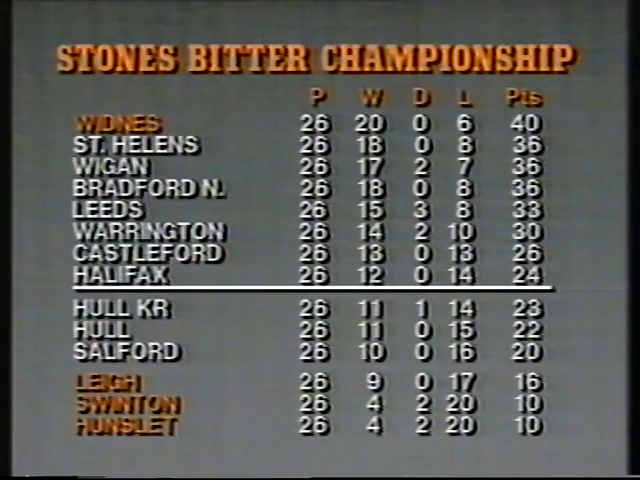 STONES BITTER CHAMPIONSHIP
P W D L Pts
WIDNES 26 20 0 6 40
ST. HELENS 26 18 0 8 36
WIGAN 26 17 2 7 36
BRADFORD N. 26 18 0 8 36
LEEDS 26 15 3 8 33
WARRINGTON 26 14 2 10 30
CASTLEFORD 26 13 0 13 26
HALIFAX 26 12 0 14 24
HULL KR 26 11 1 14 23
HULL 26 11 0 15 22
SALFORD 26 10 0 16 20
LEIGH 26 9 0 17 16
SWINTON 26 4 2 20 10
HUNSLET 26 4 2 20 10